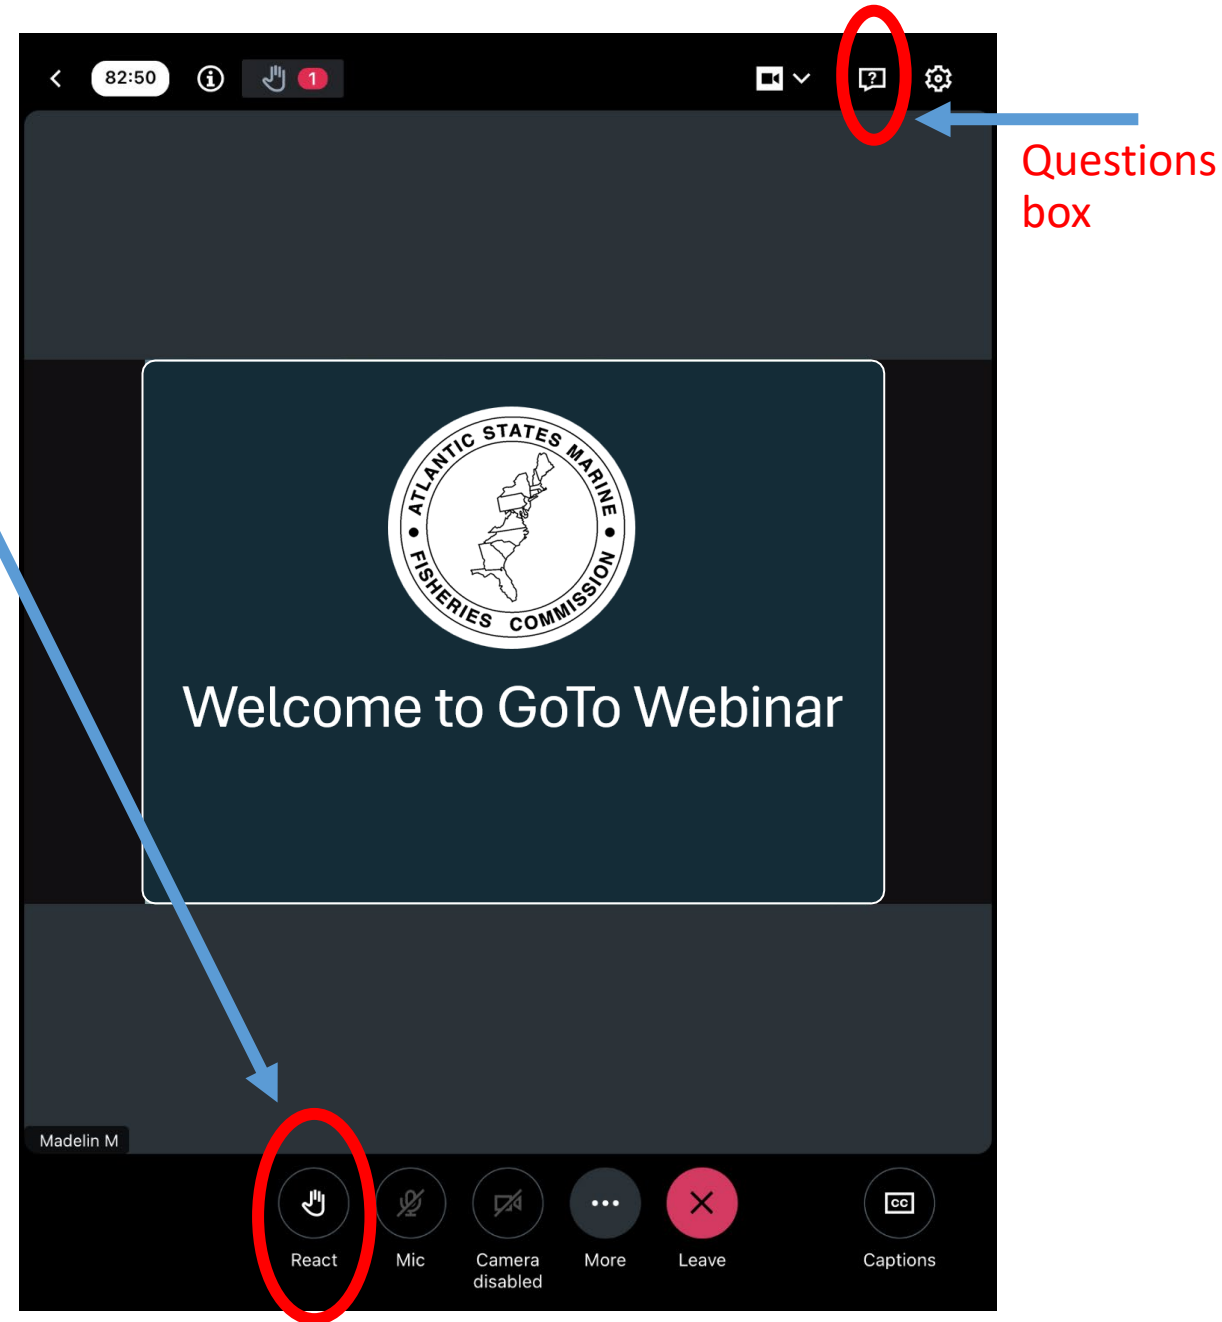 82:50
1
?
Questions
box
ATLANTIC STATES MARINE
FISHERIES COMMISSION
Welcome to GoTo Webinar
Madelin M
React
Mic
Camera
disabled
More
Leave
CC
Captions